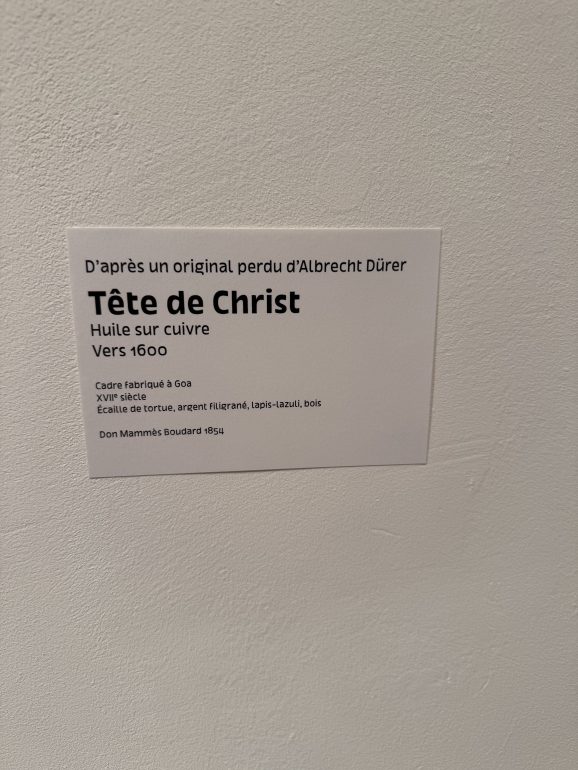 D'après un original perdu d'Albrecht Dürer
Tête de Christ
Huile sur cuivre
Vers 1600
Cadre fabriqué à Goa
XVIIᵉ siècle
Écaille de tortue, argent filigrané, lapis-lazuli, bois
Don Mammès Boudard 1854